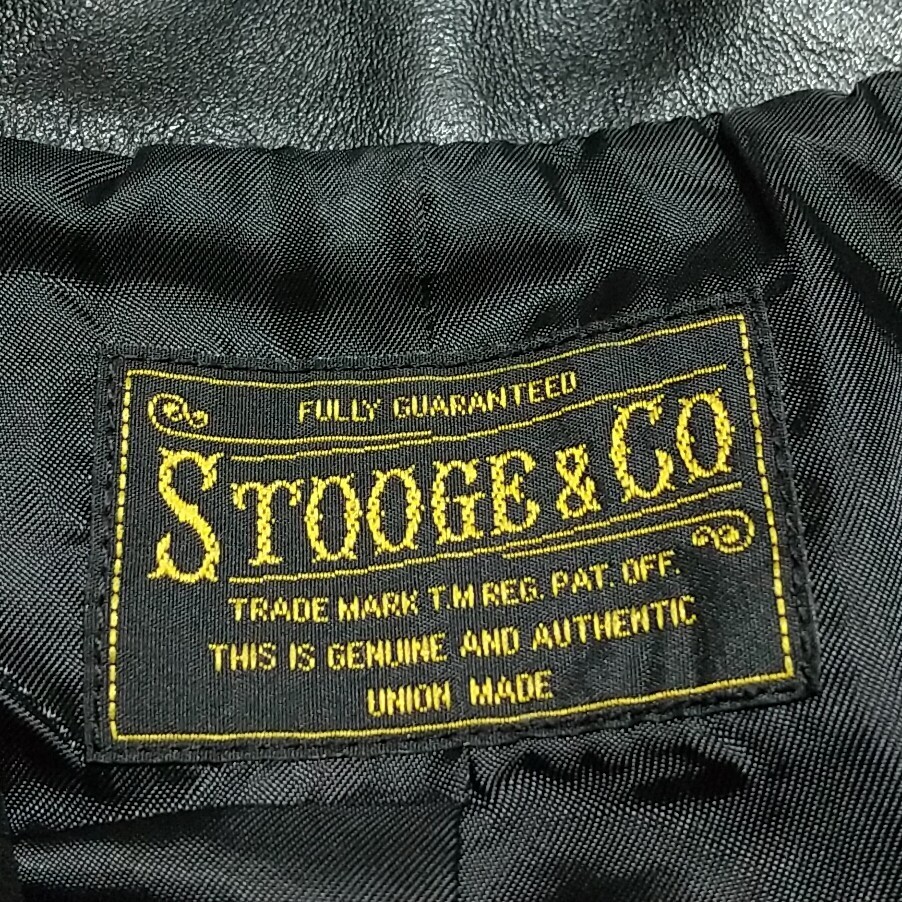 FULLY GUARANTEED
STOOGE & CO
TRADE MARK T.M REG. PAT. OFF.
THIS IS GENUINE AND AUTHENTIC
UNION MADE